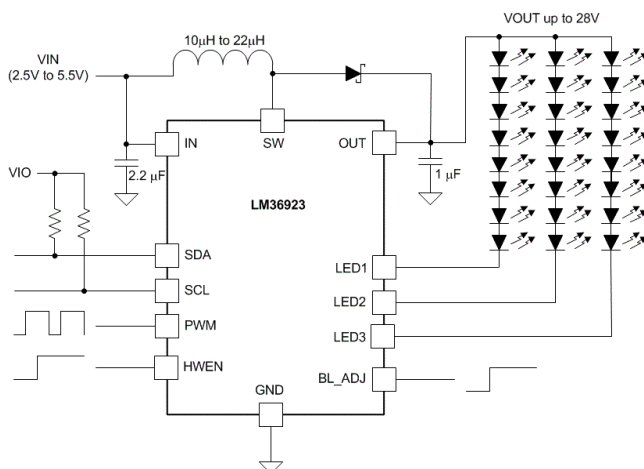 VOUT up to 28V
10µH to 22µH
VIN
(2.5V to 5.5V)
IN
SW
OUT
2.2 µF
1 µF
VIO
LM36923
SDA
LED1
SCL
LED2
PWM
LED3
HWEN
BL_ADJ
GND